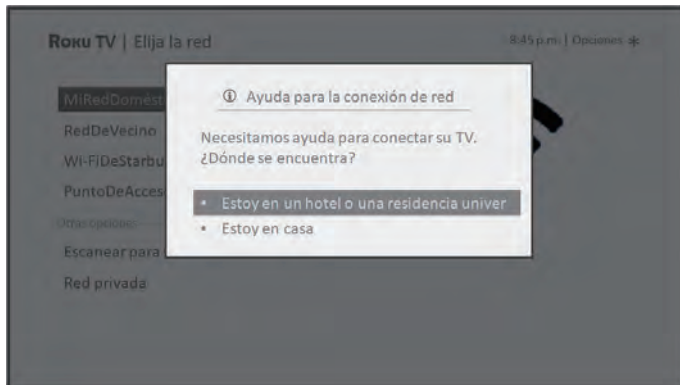 Roku TV | Elija la red
8:45 p.m. | Opciones
MiRedDomést
RedDeVecino
Wi-FiDeStarbu
PuntoDeAcces
Otras opciones
Escanear para
Red privada
Ayuda para la conexión de red
Necesitamos ayuda para conectar su TV.
¿Dónde se encuentra?
• Estoy en un hotel o una residencia univer
• Estoy en casa